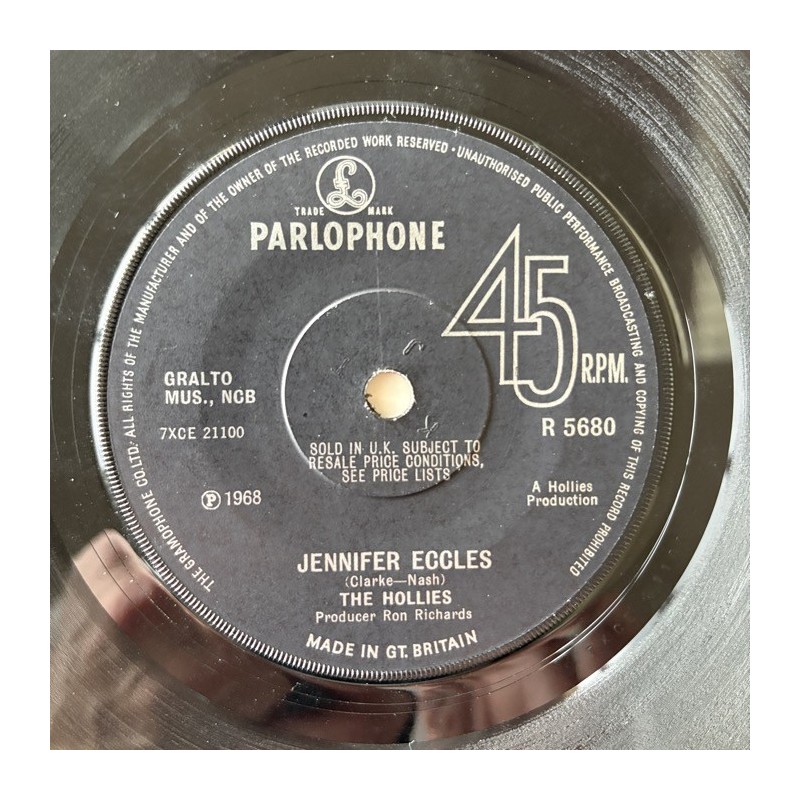 THE GRAMOPHONE CO.LTD. ALL RIGHTS OF THE MANUFACTURER AND OF THE OWNER OF THE RECORDED WORK RESERVED · UNAUTHORISED PUBLIC PERFORMANCE BROADCASTING AND COPYING OF THIS RECORD PROHIBITED
£
TRADE MARK
PARLOPHONE
45 R.P.M.
GRALTO
MUS., NCB
7XCE 21100
R 5680
SOLD IN U.K. SUBJECT TO
RESALE PRICE CONDITIONS,
SEE PRICE LISTS
Ⓟ 1968
A Hollies
Production
JENNIFER ECCLES
(Clarke—Nash)
THE HOLLIES
Producer Ron Richards
MADE IN GT. BRITAIN